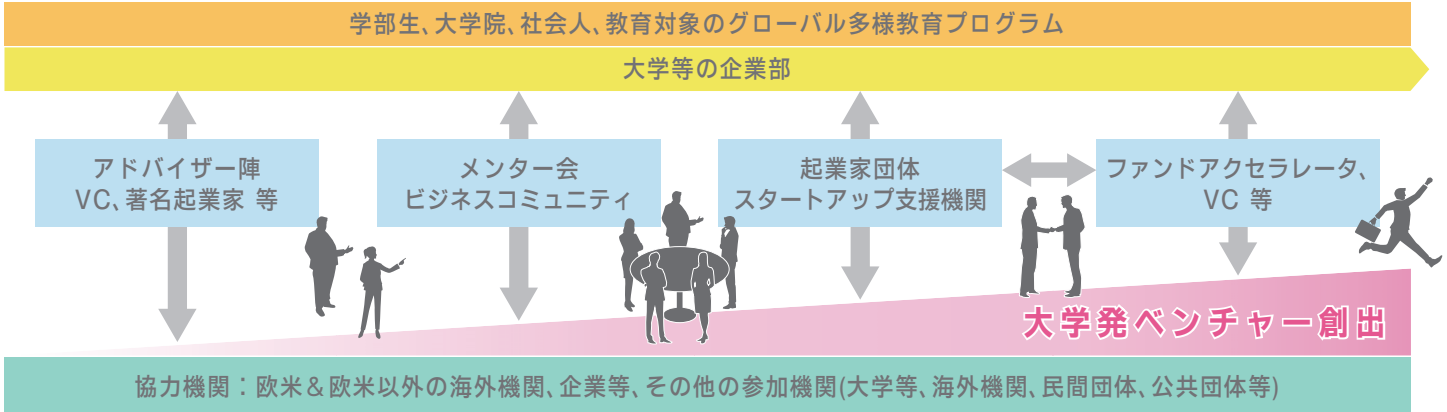 学部生、大学院、社会人、教育対象のグローバル多様教育プログラム
大学等の企業部
アドバイザー陣
VC、著名起業家 等
メンター会
ビジネスコミュニティ
起業家団体
スタートアップ支援機関
ファンドアクセラレータ、
VC 等
大学発ベンチャー創出
協力機関：欧米＆欧米以外の海外機関、企業等、その他の参加機関(大学等、海外機関、民間団体、公共団体等)